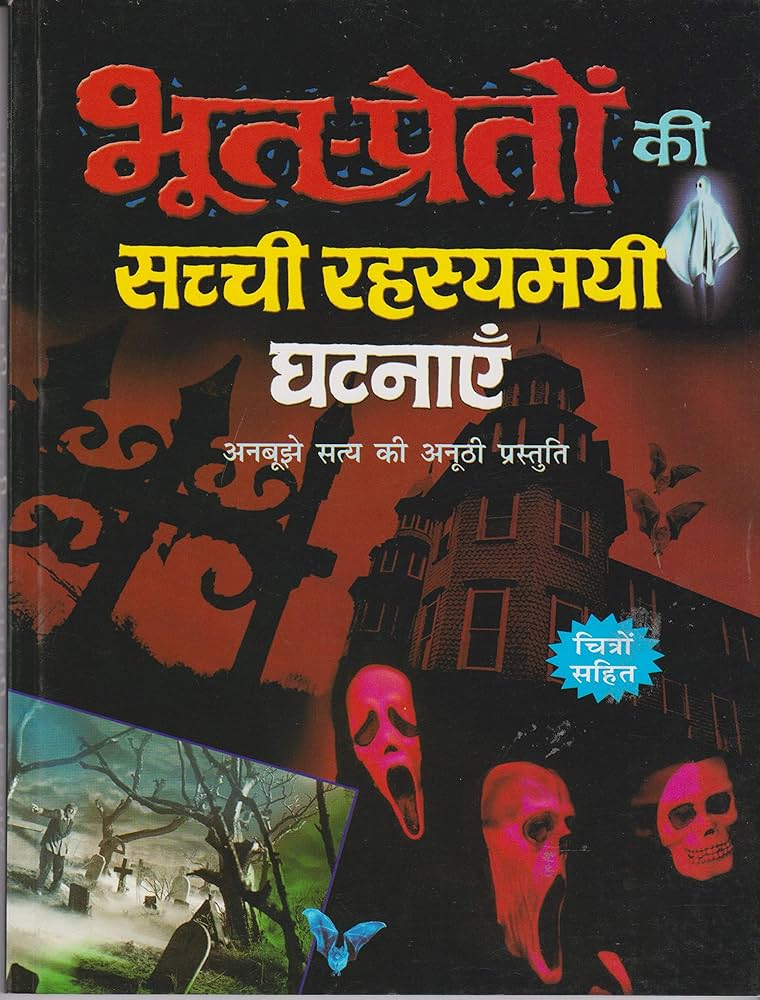 भूत-प्रेतों की
सच्ची रहस्यमयी
घटनाएँ
अनबूझे सत्य की अनूठी प्रस्तुति
चित्रों
सहित